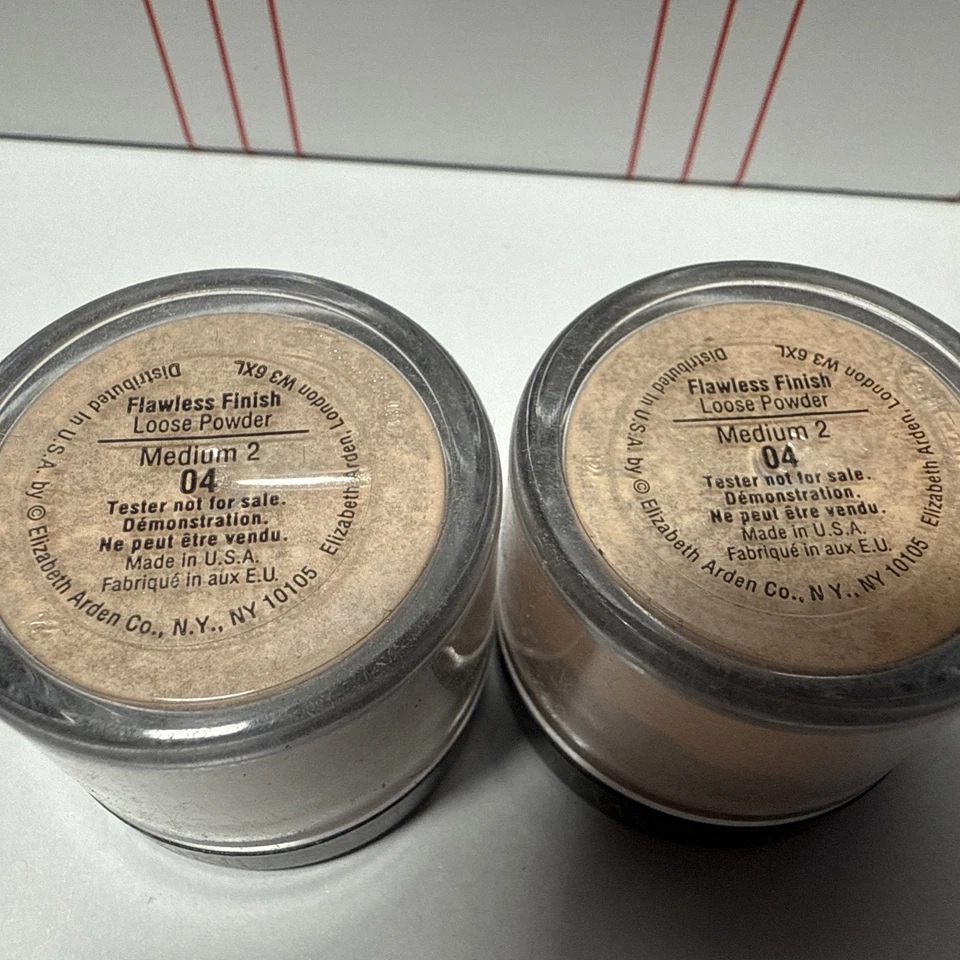 Flawless Finish
Loose Powder
Medium 2
04
Tester not for sale.
Démonstration.
Ne peut être vendu.
Made in U.S.A.
Fabriqué in aux E.U.
Distributed in U.S.A. by © Elizabeth Arden Co., N.Y., NY 10105
Elizabeth Arden, London W3 6XL
Flawless Finish
Loose Powder
Medium 2
04
Tester not for sale.
Démonstration.
Ne peut être vendu.
Made in U.S.A.
Fabriqué in aux E.U.
Distributed in U.S.A. by © Elizabeth Arden Co., N.Y., NY 10105
Elizabeth Arden, London W3 6XL